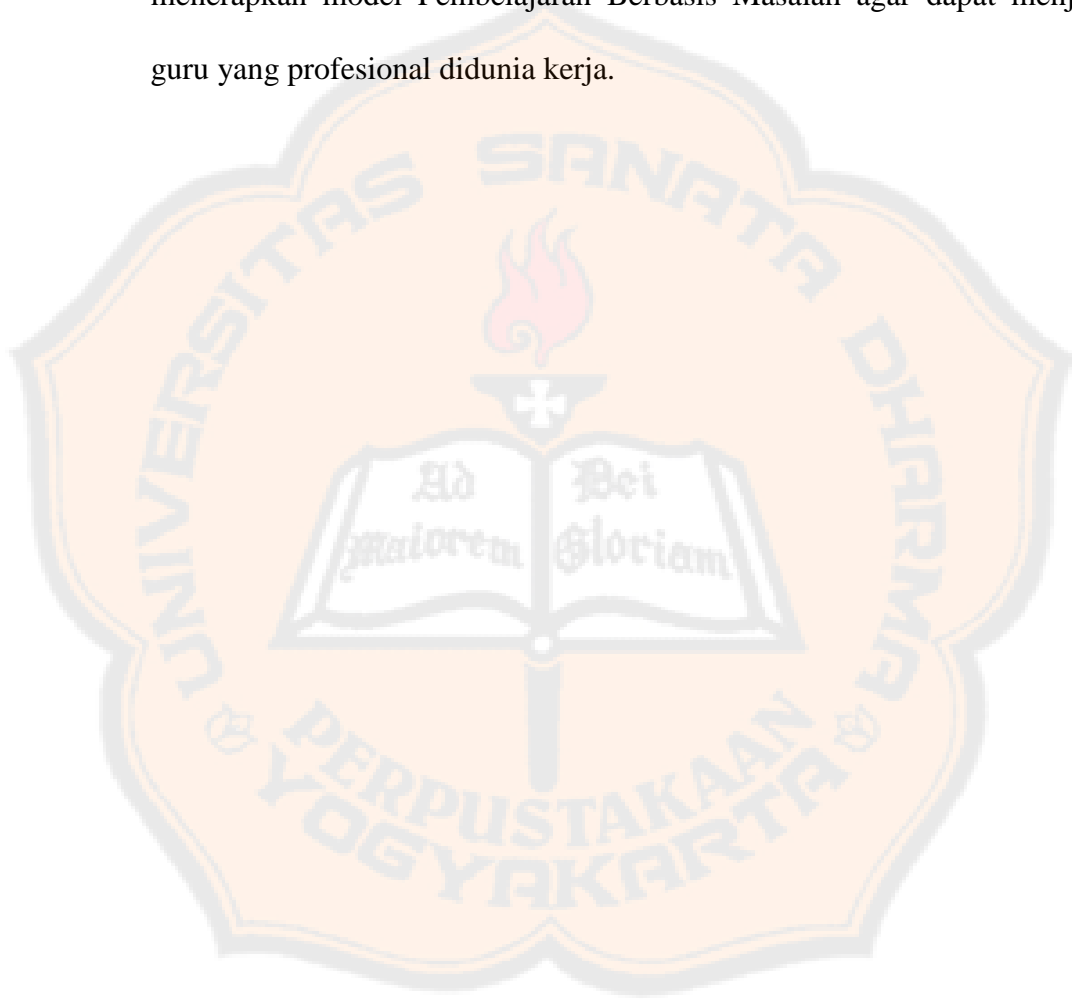 menerapkan model Pembelajaran Berbasis Masalah agar dapat menj
guru yang profesional didunia kerja.
UNIVERSITAS SANATA DHARMA
Ad
Maiorem
Dei
Gloriam
PERPUSTAKAAN
YOGYAKARTA